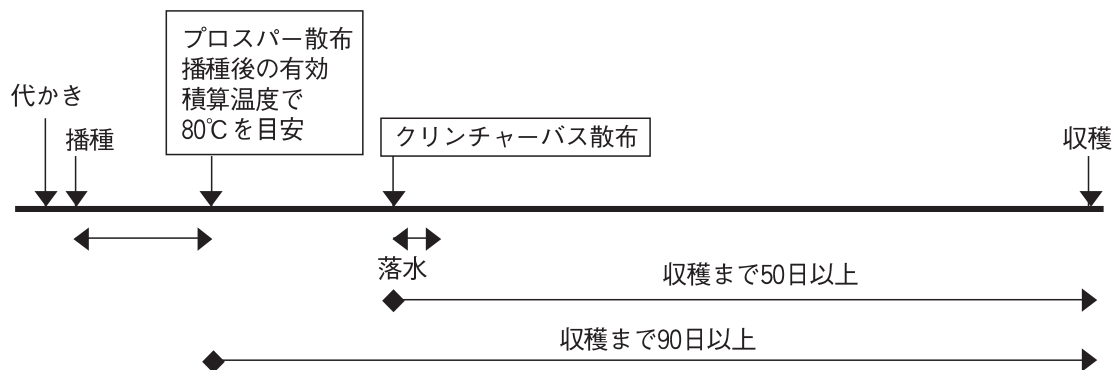 プロスパー散布
播種後の有効
積算温度で
80℃を目安
代かき
播種
クリンチャーバス散布
収穫
落水
収穫まで50日以上
収穫まで90日以上